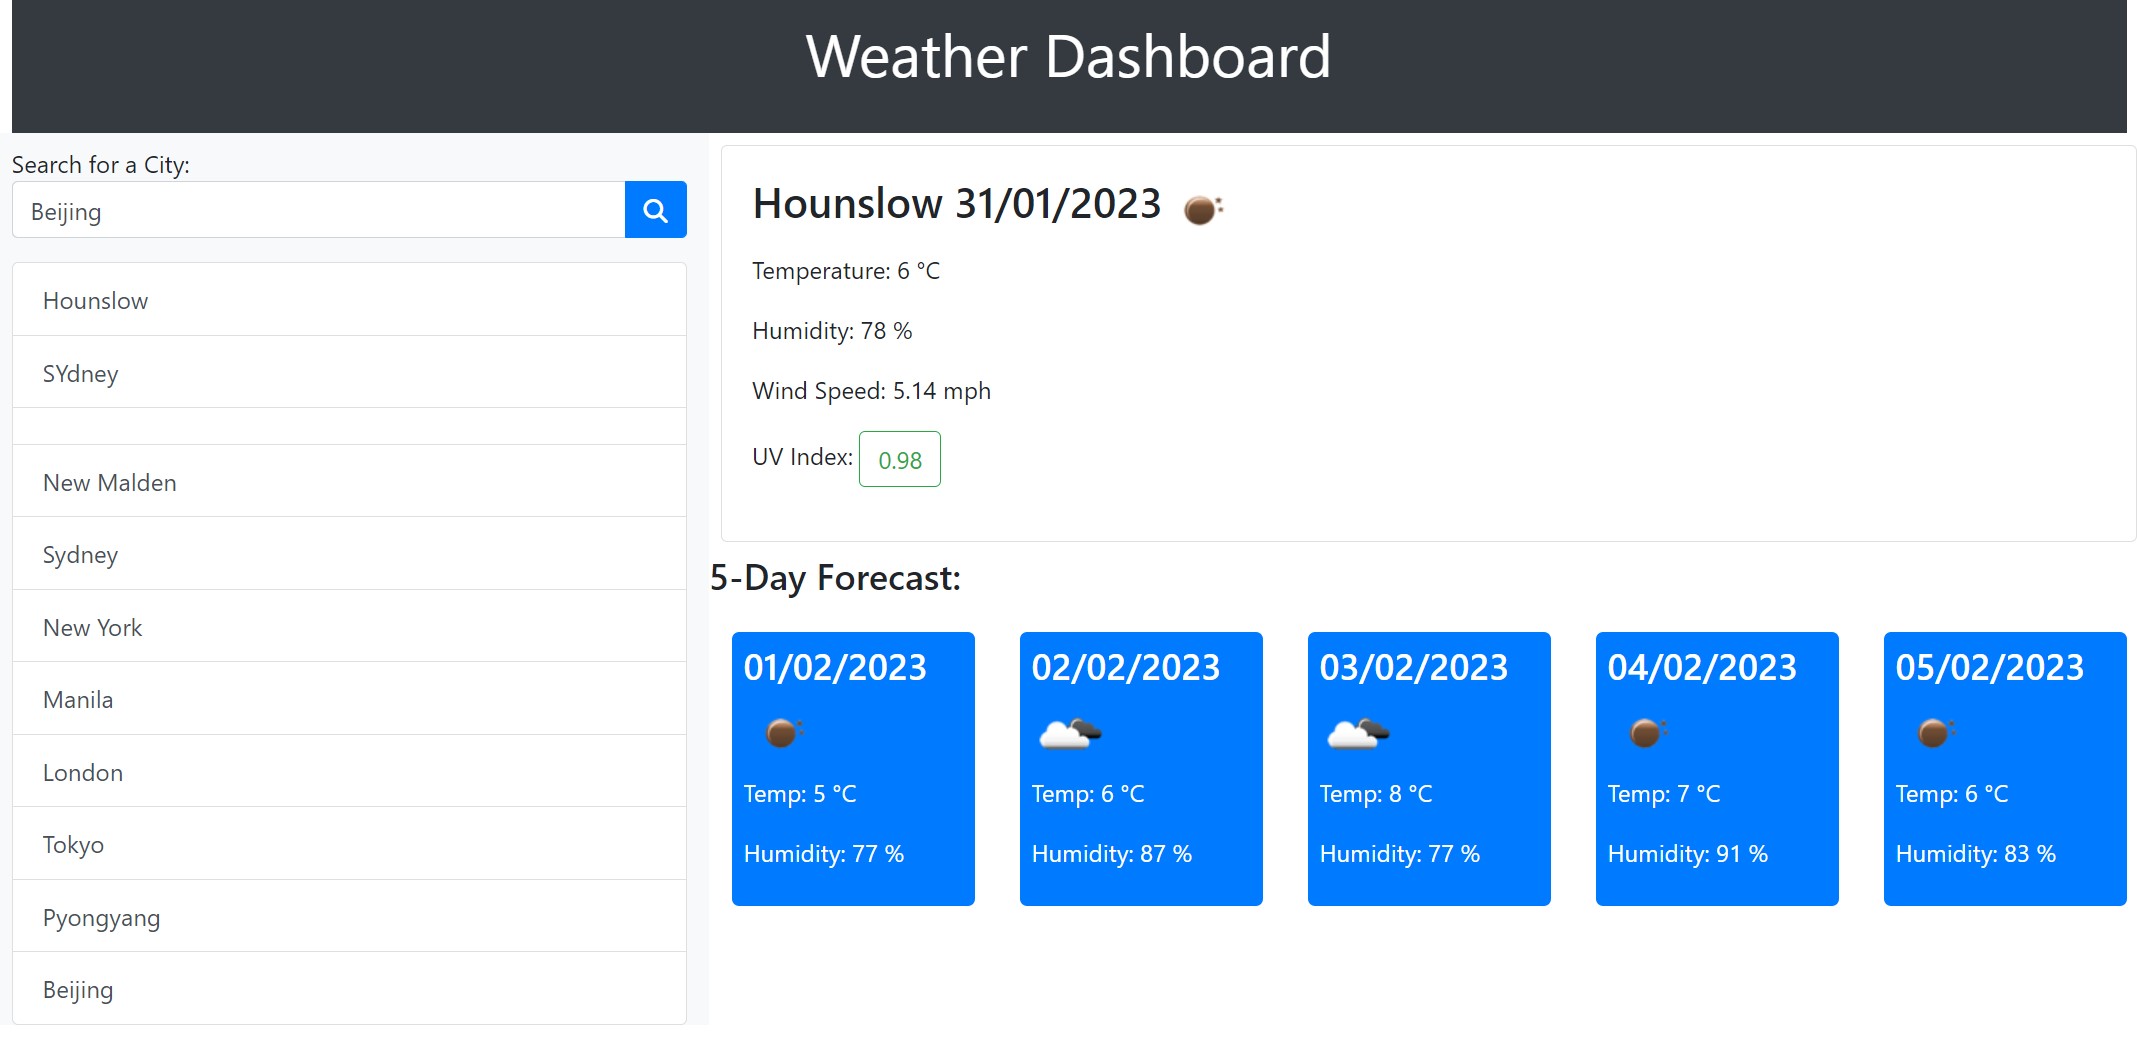 Weather Dashboard
Search for a City:
Beijing
Hounslow
SYdney
New Malden
Sydney
New York
Manila
London
Tokyo
Pyongyang
Beijing
Hounslow 31/01/2023
Temperature: 6 °C
Humidity: 78 %
Wind Speed: 5.14 mph
UV Index: 0.98
5-Day Forecast:
01/02/2023
Temp: 5 °C
Humidity: 77 %
02/02/2023
Temp: 6 °C
Humidity: 87 %
03/02/2023
Temp: 8 °C
Humidity: 77 %
04/02/2023
Temp: 7 °C
Humidity: 91 %
05/02/2023
Temp: 6 °C
Humidity: 83 %